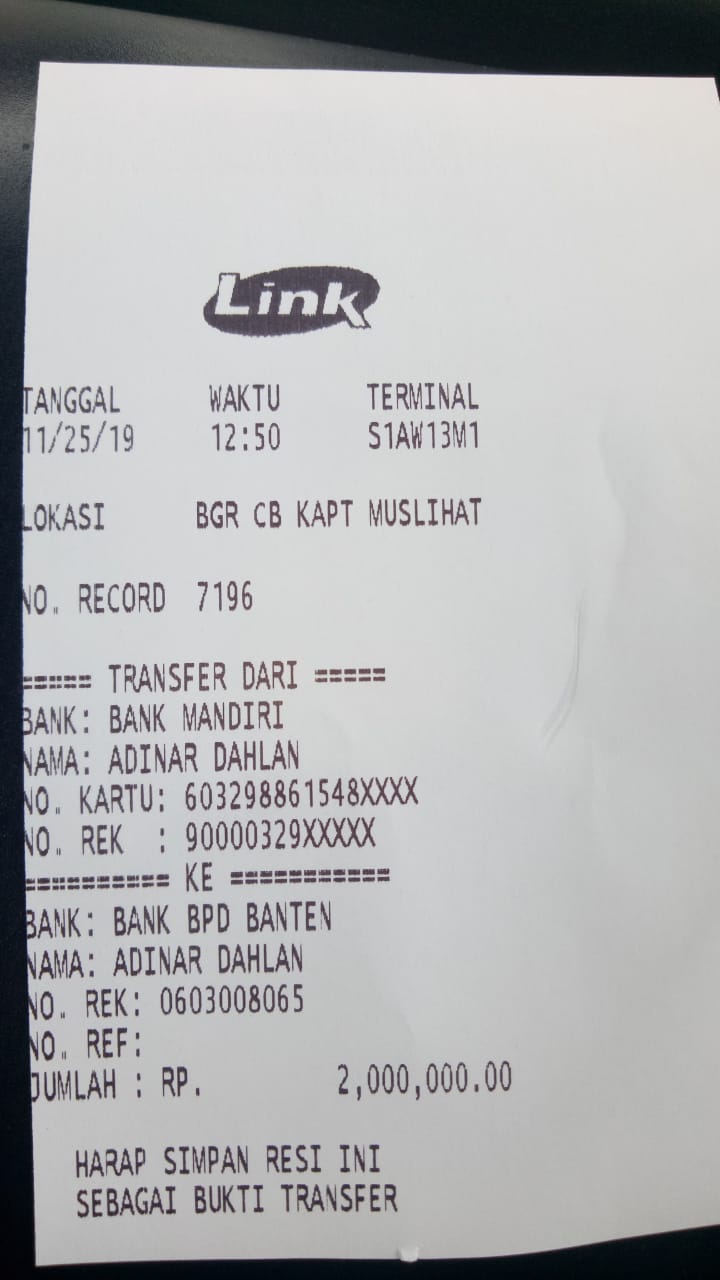 Link
TANGGAL WAKTU TERMINAL
11/25/19 12:50 S1AW13M1
LOKASI BGR CB KAPT MUSLIHAT
NO. RECORD 7196
===== TRANSFER DARI =====
BANK: BANK MANDIRI
NAMA: ADINAR DAHLAN
NO. KARTU: 603298861548XXXX
NO. REK : 90000329XXXXX
========== KE ===========
BANK: BANK BPD BANTEN
NAMA: ADINAR DAHLAN
NO. REK: 0603008065
NO. REF:
JUMLAH : RP. 2,000,000.00
HARAP SIMPAN RESI INI
SEBAGAI BUKTI TRANSFER